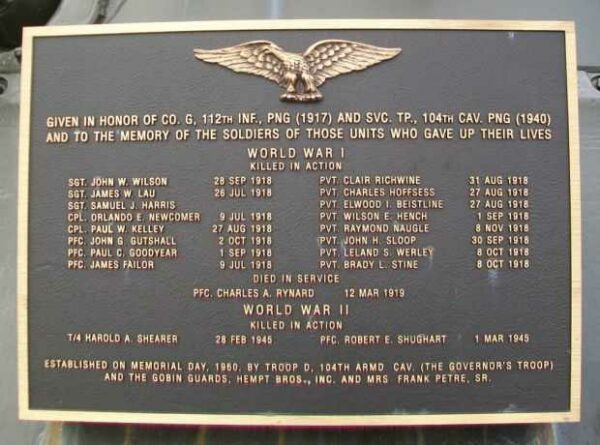 GIVEN IN HONOR OF CO. G, 112TH INF., PNG (1917) AND SVC. TP., 104TH CAV. PNG (1940)
AND TO THE MEMORY OF THE SOLDIERS OF THOSE UNITS WHO GAVE UP THEIR LIVES
WORLD WAR I
KILLED IN ACTION
SGT. JOHN W. WILSON 28 SEP 1918 PVT. CLAIR RICHWINE 31 AUG 1918
SGT. JAMES W. LAU 26 JUL 1918 PVT. CHARLES HOFFSESS 27 AUG 1918
SGT. SAMUEL J. HARRIS PVT. ELWOOD I. BEISTLINE 27 AUG 1918
CPL. ORLANDO E. NEWCOMER 9 JUL 1918 PVT. WILSON E. HENCH 1 SEP 1918
CPL. PAUL W. KELLEY 27 AUG 1918 PVT. RAYMOND NAUGLE 8 NOV 1918
PFC. JOHN G. GUTSHALL 2 OCT 1918 PVT. JOHN H. SLOOP 30 SEP 1918
PFC. PAUL C. GOODYEAR 1 SEP 1918 PVT. LELAND S. WERLEY 8 OCT 1918
PFC. JAMES FAILOR 9 JUL 1918 PVT. BRADY L. STINE 8 OCT 1918
DIED IN SERVICE
PFC. CHARLES A. RYNARD 12 MAR 1919
WORLD WAR II
KILLED IN ACTION
T/4 HAROLD A. SHEARER 28 FEB 1945 PFC. ROBERT E. SHUGHART 1 MAR 1945
ESTABLISHED ON MEMORIAL DAY, 1960, BY TROOP D, 104TH ARMD CAV. (THE GOVERNOR'S TROOP)
AND THE GOBIN GUARDS, HEMPT BROS., INC. AND MRS FRANK PETRE, SR.